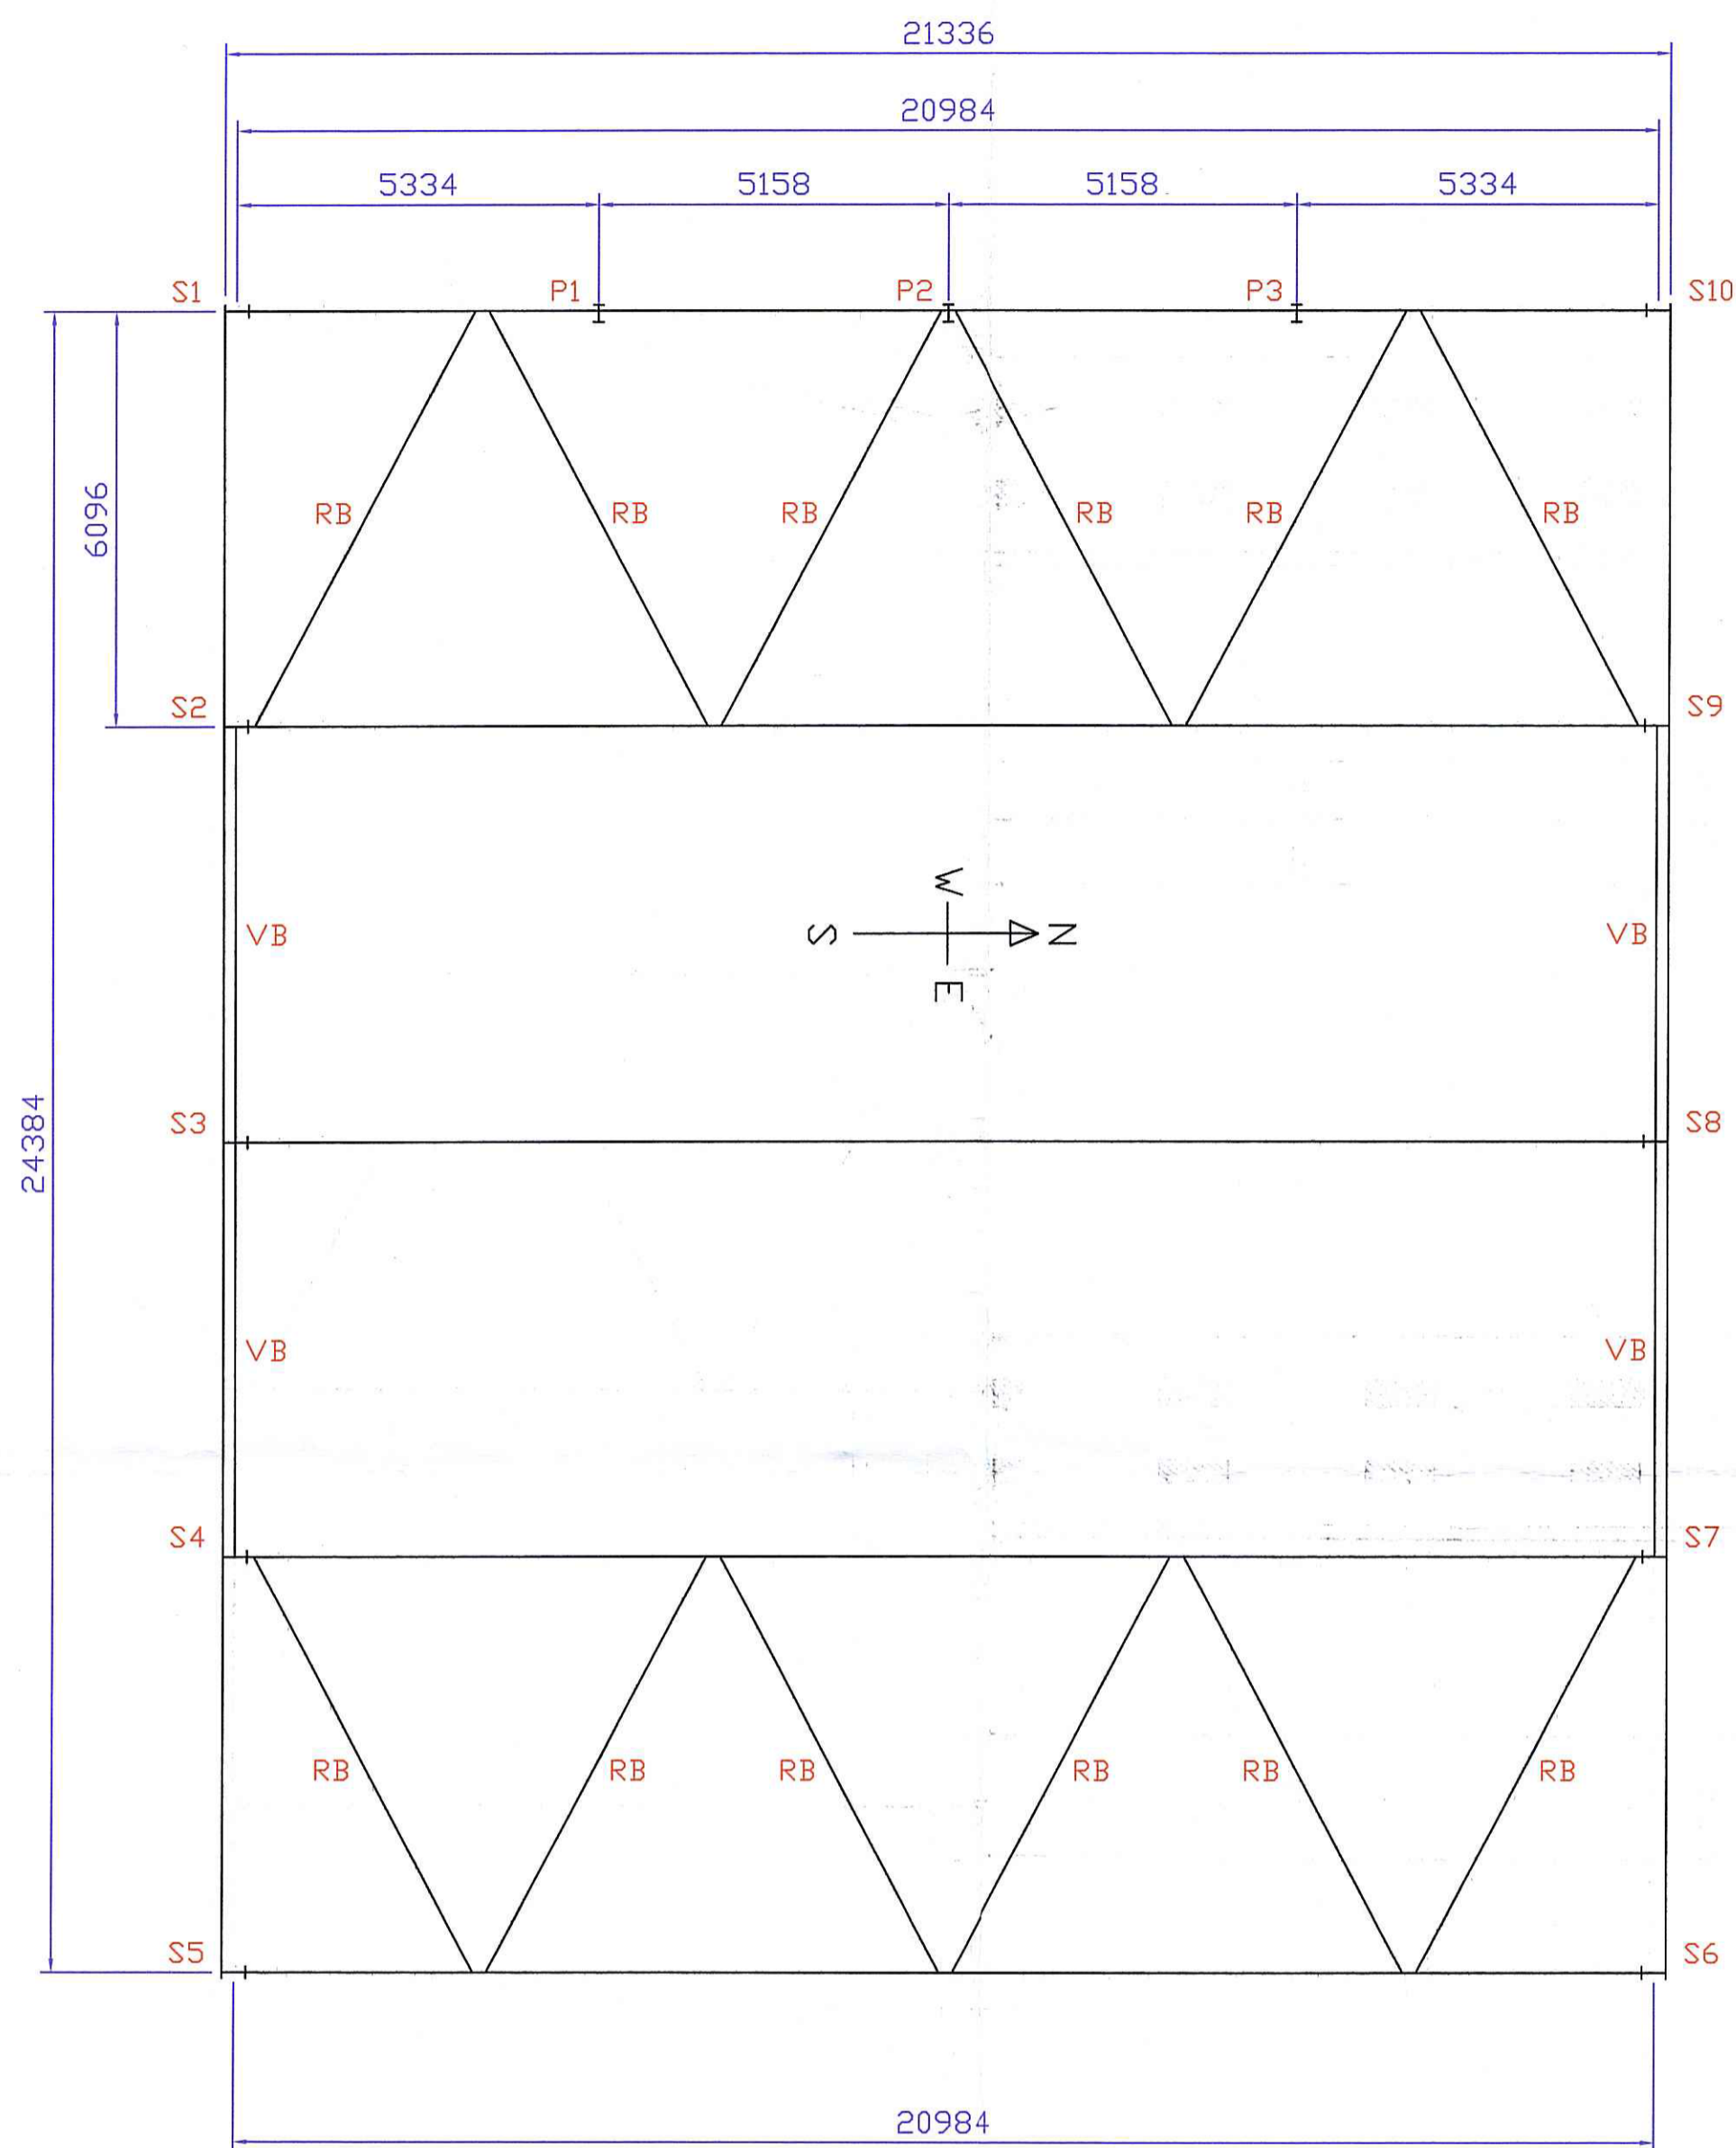 21336
20984
5334 5158 5158 5334
S1 P1 P2 P3 S10
6096
RB RB RB RB RB RB
S2 S9
W
VB S N VB
E
24384
S3 S8
VB VB
S4 S7
RB RB RB RB RB RB
S5 S6
20984